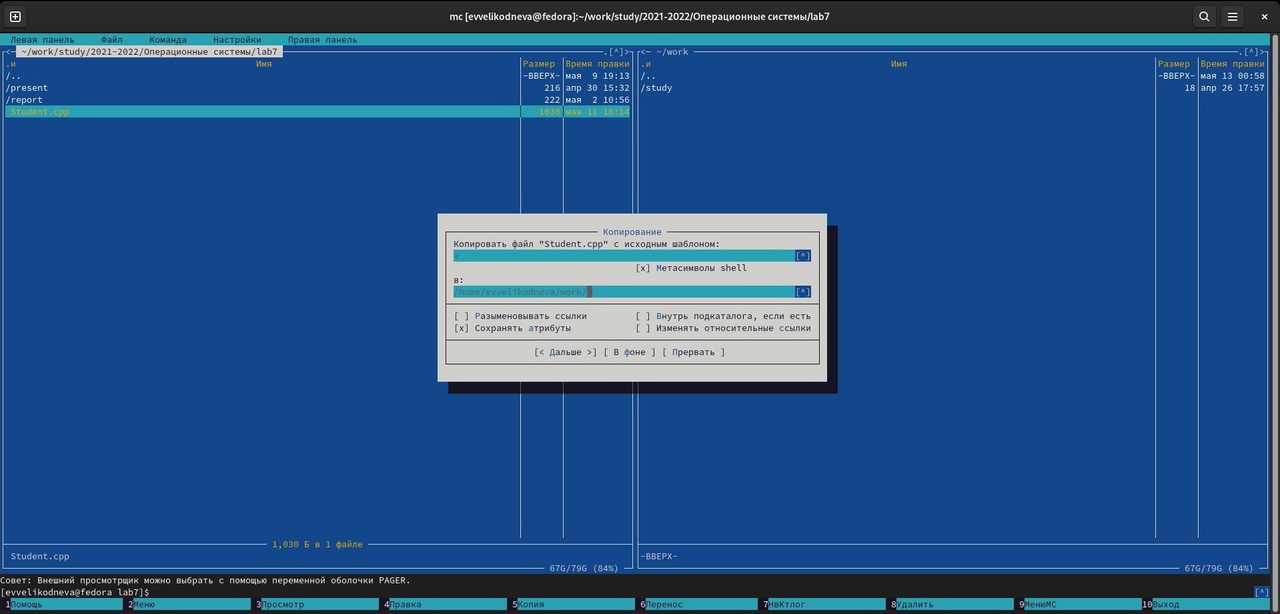 mc [evvelikodneva@fedora]:~/work/study/2021-2022/Операционные системы/lab7
Левая панель Файл Команда Настройки Правая панель
<— ~/work/study/2021-2022/Операционные системы/lab7 .[^]>
.и Имя Размер Время правки
/.. -ВВЕРХ- мая 9 19:13
/present 216 апр 30 15:32
/report 222 мая 2 10:56
Student.cpp 1030 мая 11 16:14
1,030 Б в 1 файле
Student.cpp
67G/79G (84%)
<— ~/work .[^]>
.и Имя Размер Время правки
/.. -ВВЕРХ- мая 13 00:58
/study 18 апр 26 17:57
-ВВЕРХ-
67G/79G (84%)
Копирование
Копировать файл "Student.cpp" с исходным шаблоном:
* [^]
[x] Метасимволы shell
в:
/home/evvelikodneva/work/ [^]
[ ] Разыменовывать ссылки [ ] Внутрь подкаталога, если есть
[x] Сохранять атрибуты [ ] Изменять относительные ссылки
[< Дальше >] [ В фоне ] [ Прервать ]
Совет: Внешний просмотрщик можно выбрать с помощью переменной оболочки PAGER.
[evvelikodneva@fedora lab7]$ [^]
1Помощь 2Меню 3Просмотр 4Правка 5Копия 6Перенос 7НвКтлог 8Удалить 9МенюMC 10Выход